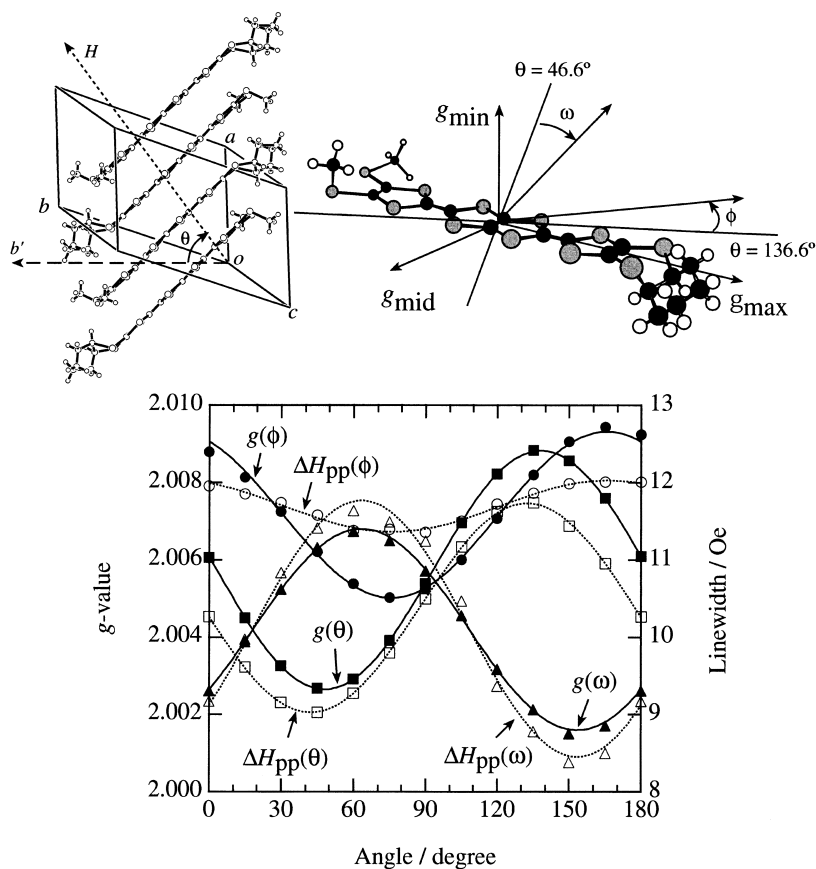 H
a
b
b′
θ
o
c
θ = 46.6º
ω
gmin
ϕ
θ = 136.6º
gmid
gmax
2.010
2.008
2.006
2.004
2.002
2.000
g-value
13
12
11
10
9
8
Linewidth / Oe
g(ϕ)
ΔHpp(ϕ)
g(θ)
g(ω)
ΔHpp(θ)
ΔHpp(ω)
0 30 60 90 120 150 180
Angle / degree